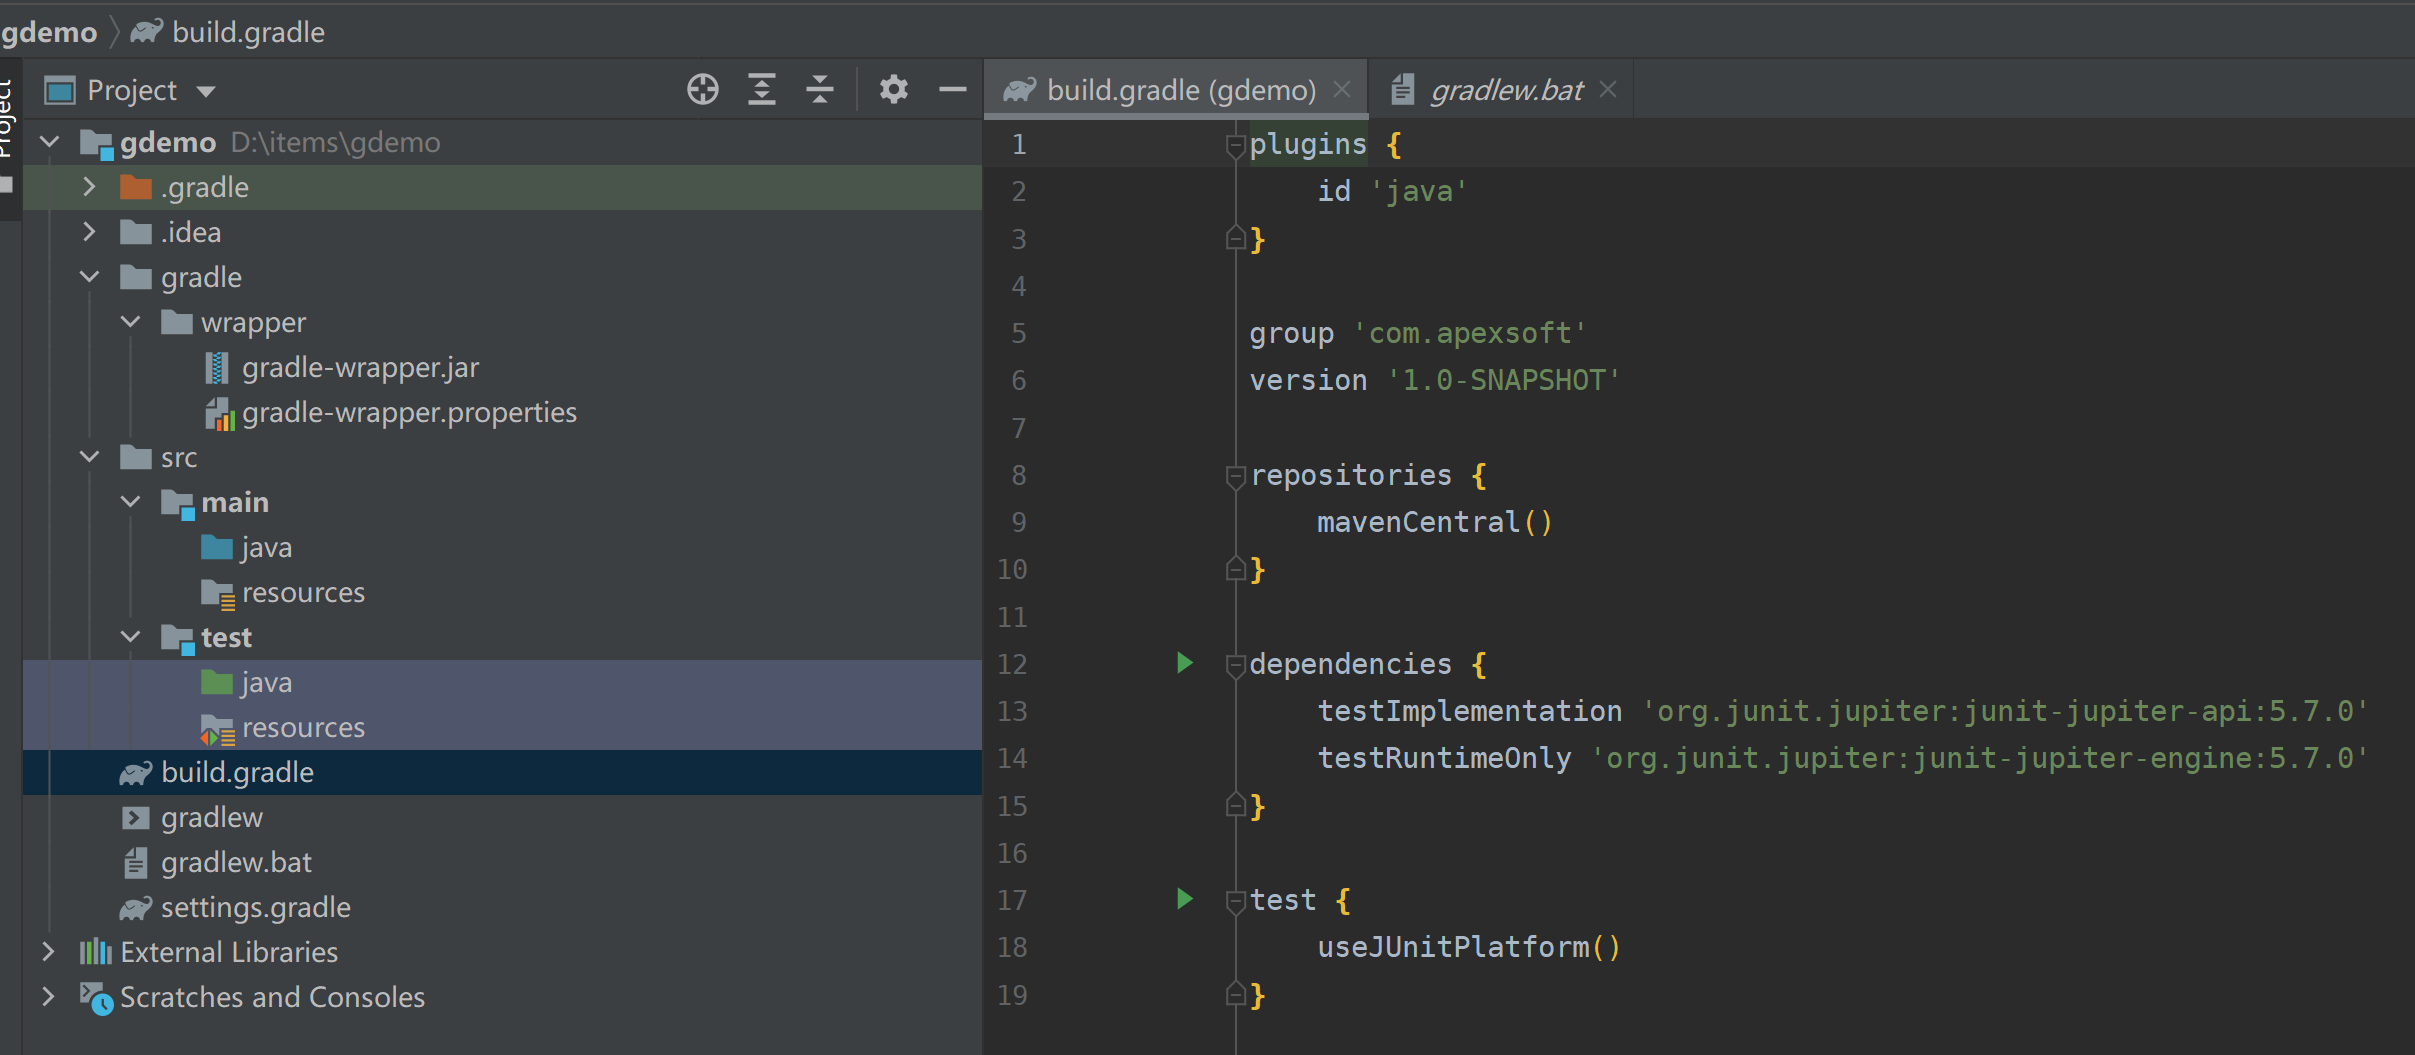 gdemo build.gradle
Project
Project
gdemo D:\items\gdemo
.gradle
.idea
gradle
wrapper
gradle-wrapper.jar
gradle-wrapper.properties
src
main
java
resources
test
java
resources
build.gradle
gradlew
gradlew.bat
settings.gradle
External Libraries
Scratches and Consoles
build.gradle (gdemo) gradlew.bat
1 plugins {
2 id 'java'
3 }
4
5 group 'com.apexsoft'
6 version '1.0-SNAPSHOT'
7
8 repositories {
9 mavenCentral()
10 }
11
12 dependencies {
13 testImplementation 'org.junit.jupiter:junit-jupiter-api:5.7.0'
14 testRuntimeOnly 'org.junit.jupiter:junit-jupiter-engine:5.7.0'
15 }
16
17 test {
18 useJUnitPlatform()
19 }